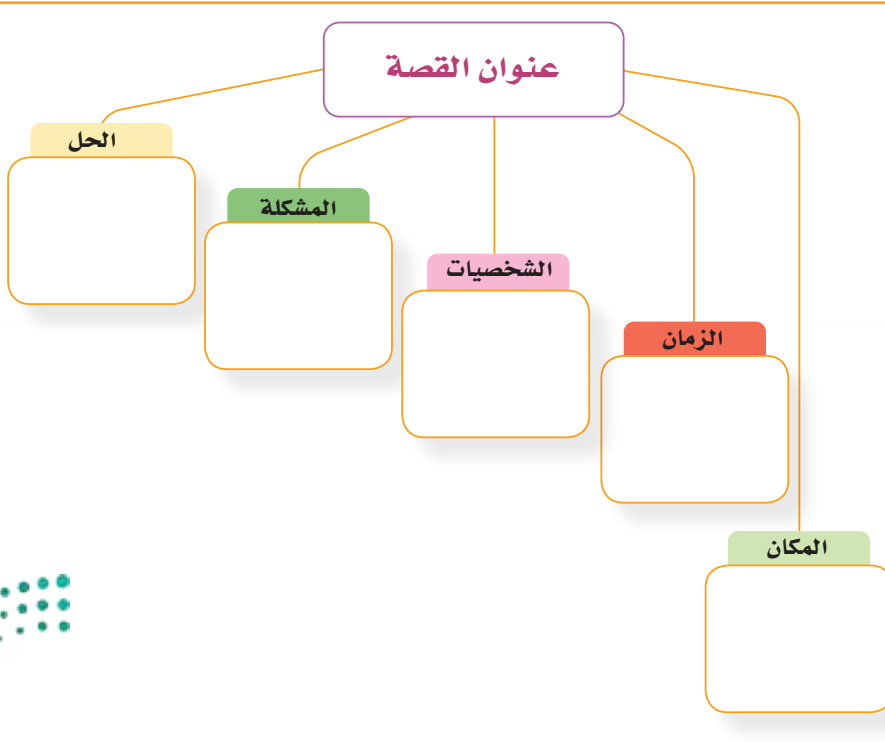 عنوان القصة
الحل
المشكلة
الشخصيات
الزمان
المكان